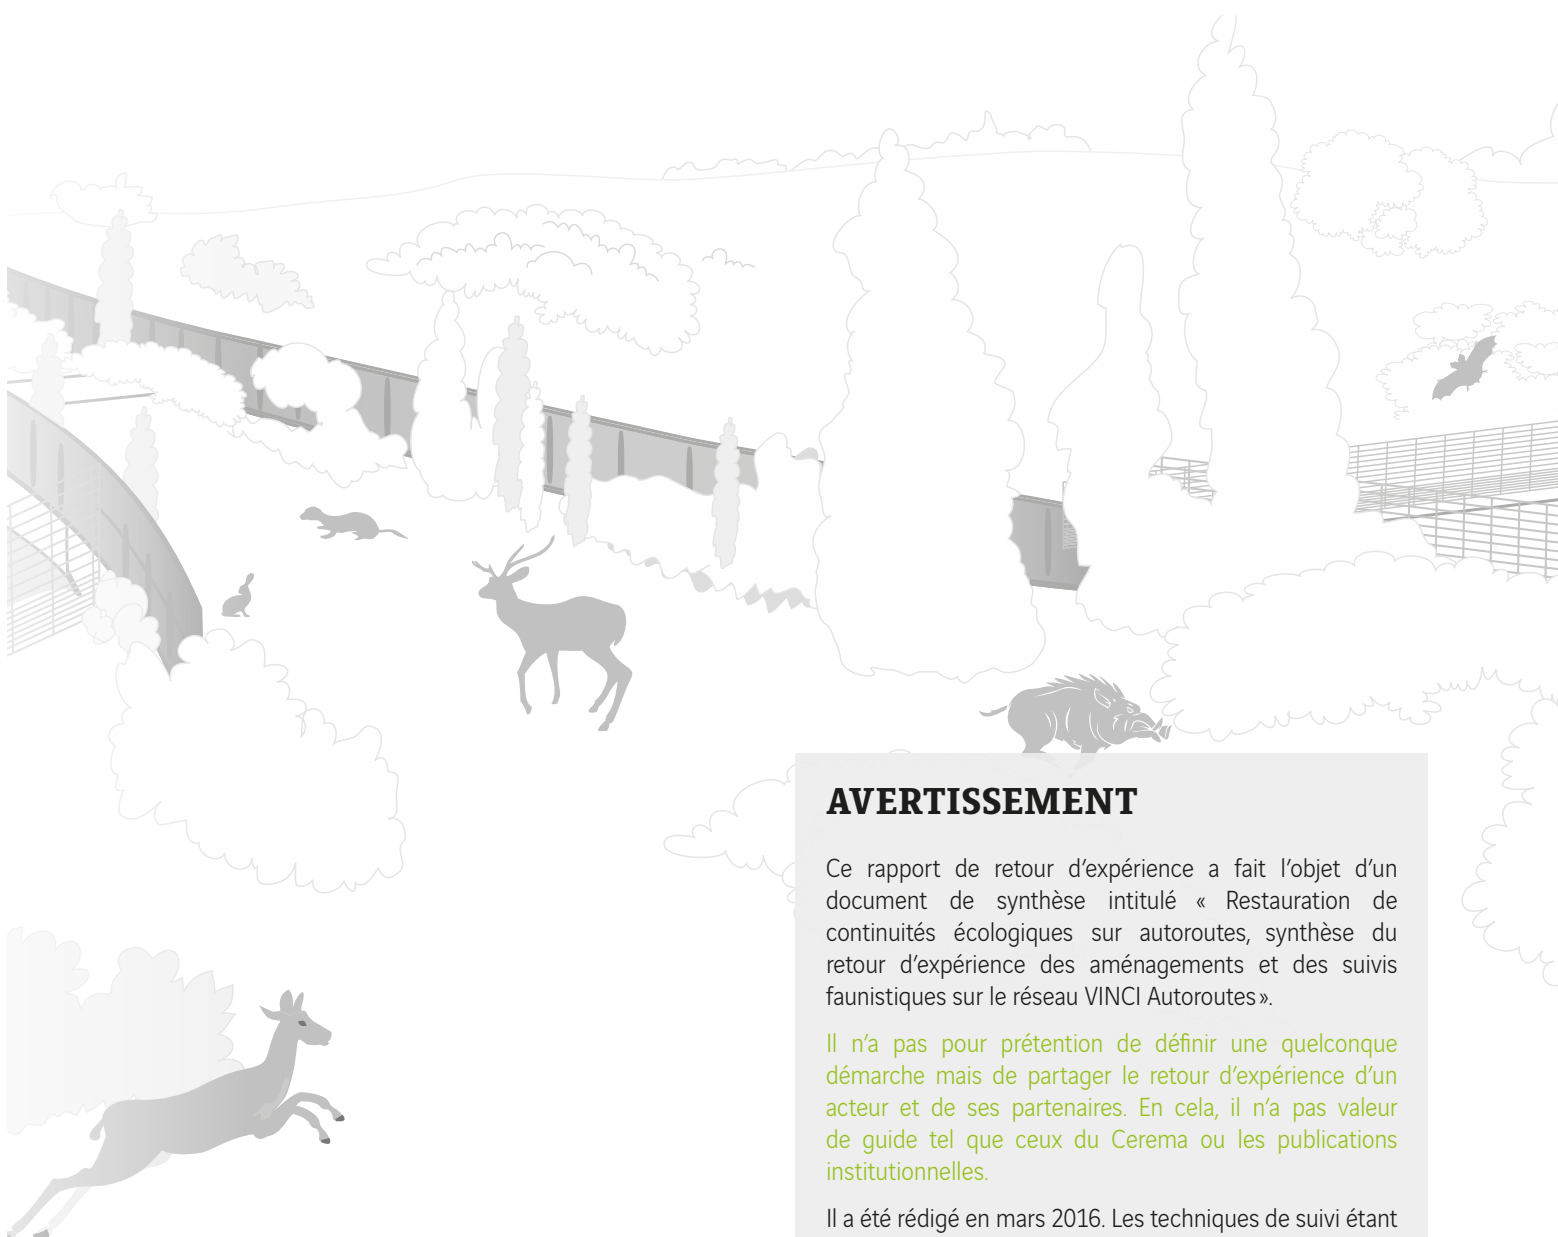 AVERTISSEMENT
Ce rapport de retour d’expérience a fait l’objet d’un
document de synthèse intitulé « Restauration de
continuités écologiques sur autoroutes, synthèse du
retour d’expérience des aménagements et des suivis
faunistiques sur le réseau VINCI Autoroutes ».
Il n’a pas pour prétention de définir une quelconque
démarche mais de partager le retour d’expérience d’un
acteur et de ses partenaires. En cela, il n’a pas valeur
de guide tel que ceux du Cerema ou les publications
institutionnelles.
Il a été rédigé en mars 2016. Les techniques de suivi étant